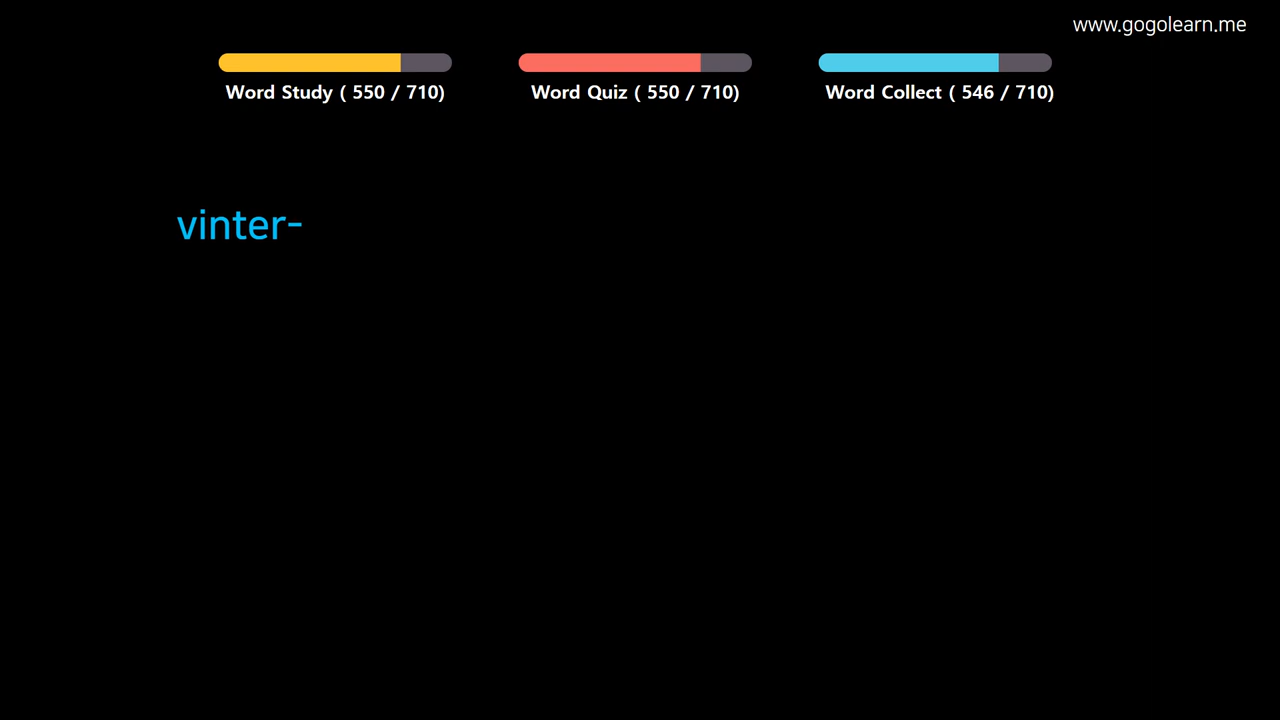 www.gogolearn.me
Word Study ( 550 / 710)
Word Quiz ( 550 / 710)
Word Collect ( 546 / 710)
vinter-